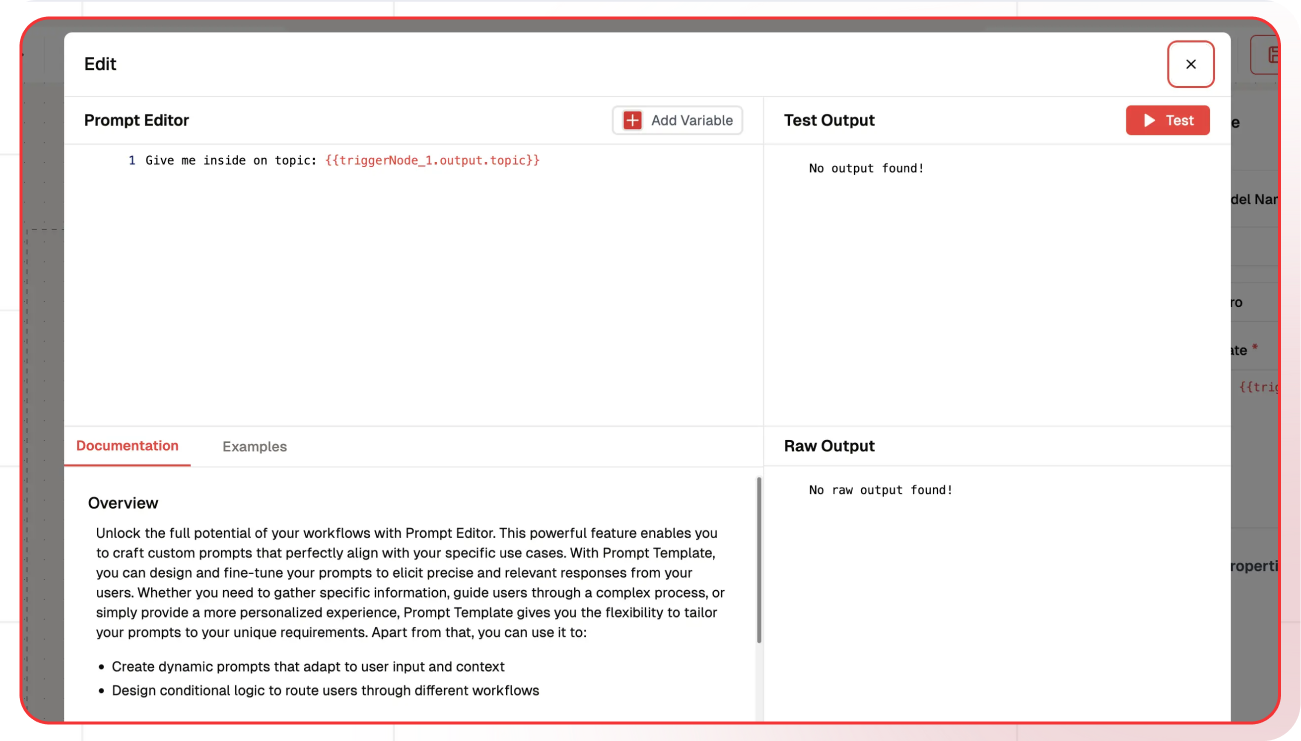 Edit
Prompt Editor
Add Variable
1 Give me inside on topic: {{triggerNode_1.output.topic}}
Test Output
Test
No output found!
Documentation
Examples
Overview
Unlock the full potential of your workflows with Prompt Editor. This powerful feature enables you
to craft custom prompts that perfectly align with your specific use cases. With Prompt Template,
you can design and fine-tune your prompts to elicit precise and relevant responses from your
users. Whether you need to gather specific information, guide users through a complex process, or
simply provide a more personalized experience, Prompt Template gives you the flexibility to tailor
your prompts to your unique requirements. Apart from that, you can use it to:
• Create dynamic prompts that adapt to user input and context
• Design conditional logic to route users through different workflows
Raw Output
No raw output found!